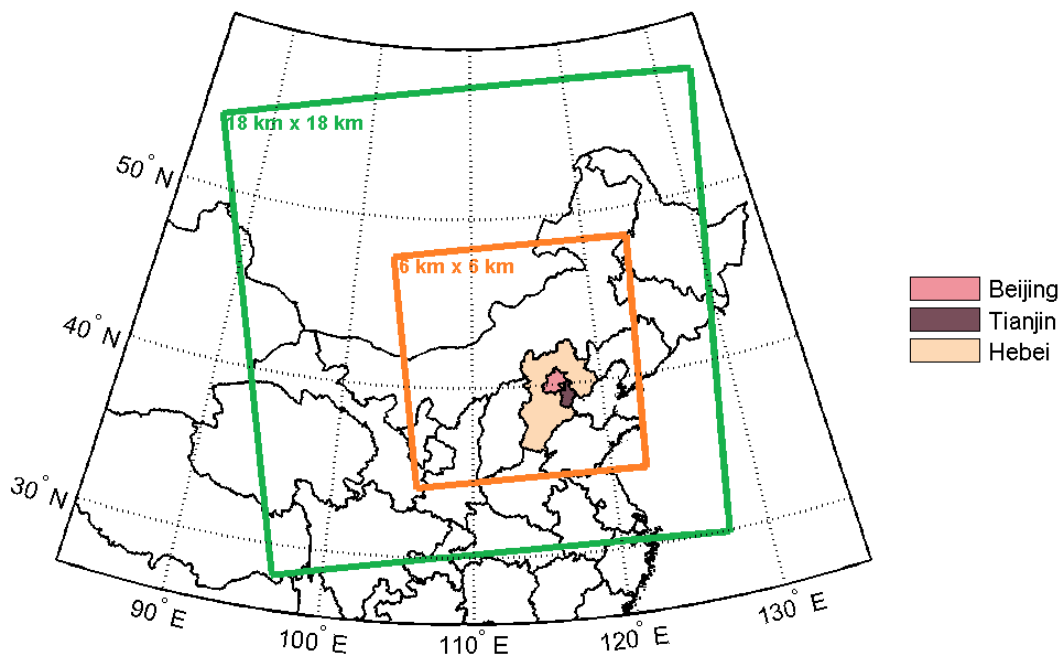 18 km x 18 km
50° N
6 km x 6 km
Beijing
Tianjin
Hebei
40° N
30° N
90° E
100° E
110° E
120° E
130° E